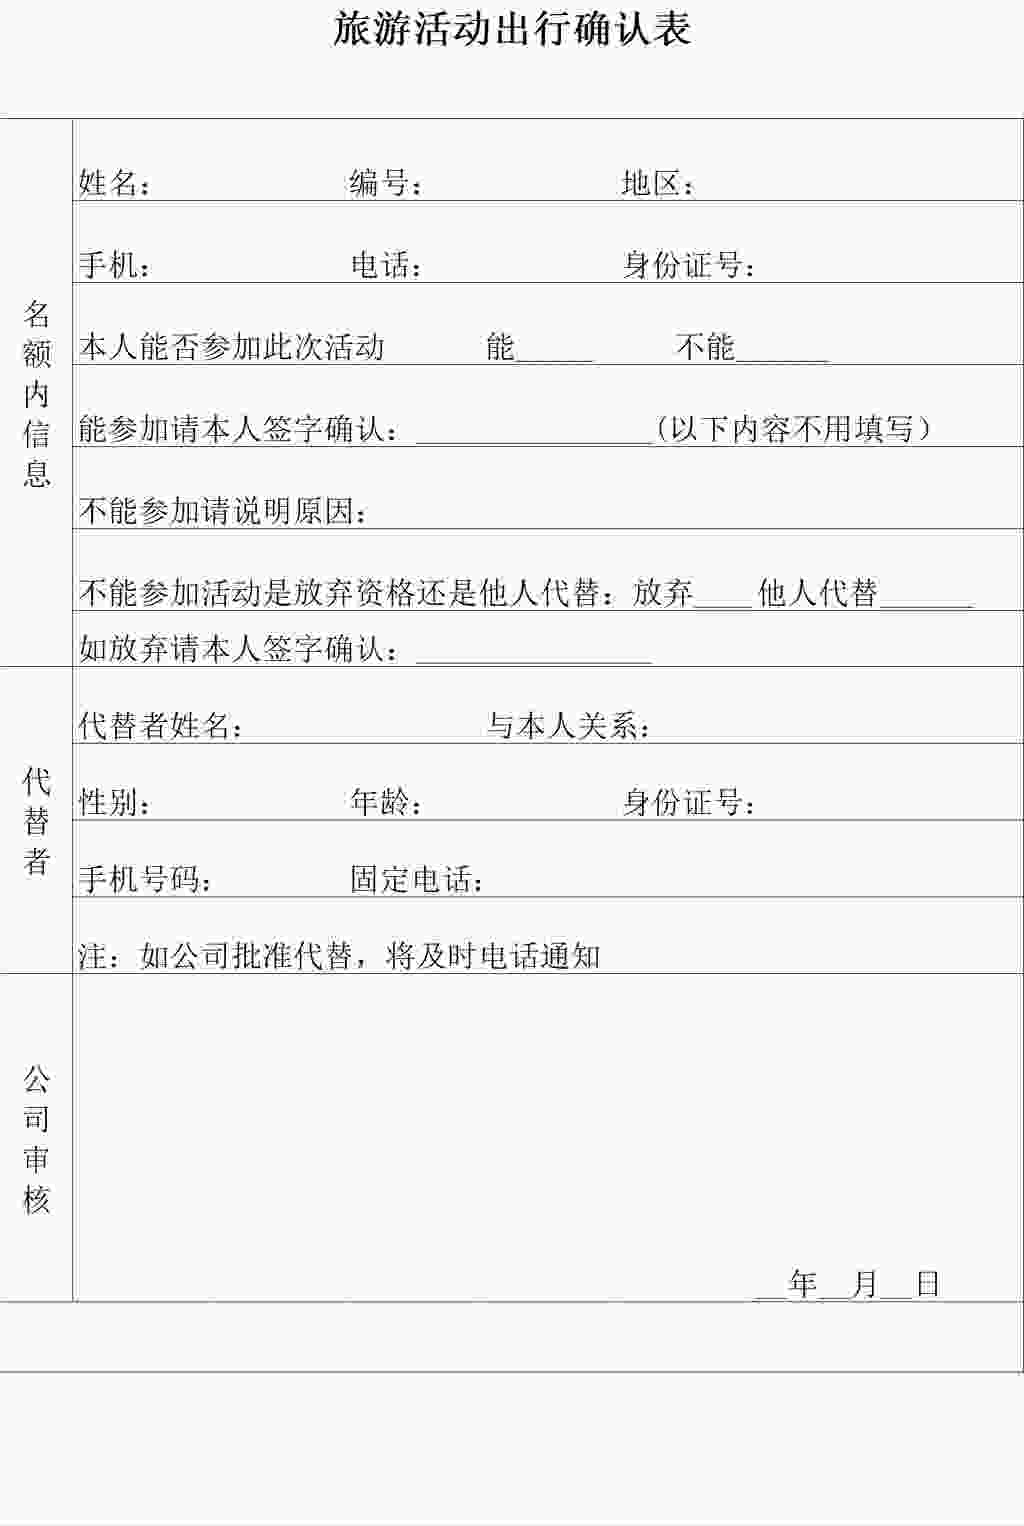 旅游活动出行确认表
名额内信息
姓名： 编号： 地区：
手机： 电话： 身份证号：
本人能否参加此次活动 能_____ 不能______
能参加请本人签字确认：_______________(以下内容不用填写）
不能参加请说明原因：
不能参加活动是放弃资格还是他人代替：放弃____ 他人代替______
如放弃请本人签字确认：_______________
代替者
代替者姓名： 与本人关系：
性别： 年龄： 身份证号：
手机号码： 固定电话：
注：如公司批准代替，将及时电话通知
公司审核
__年__月__日